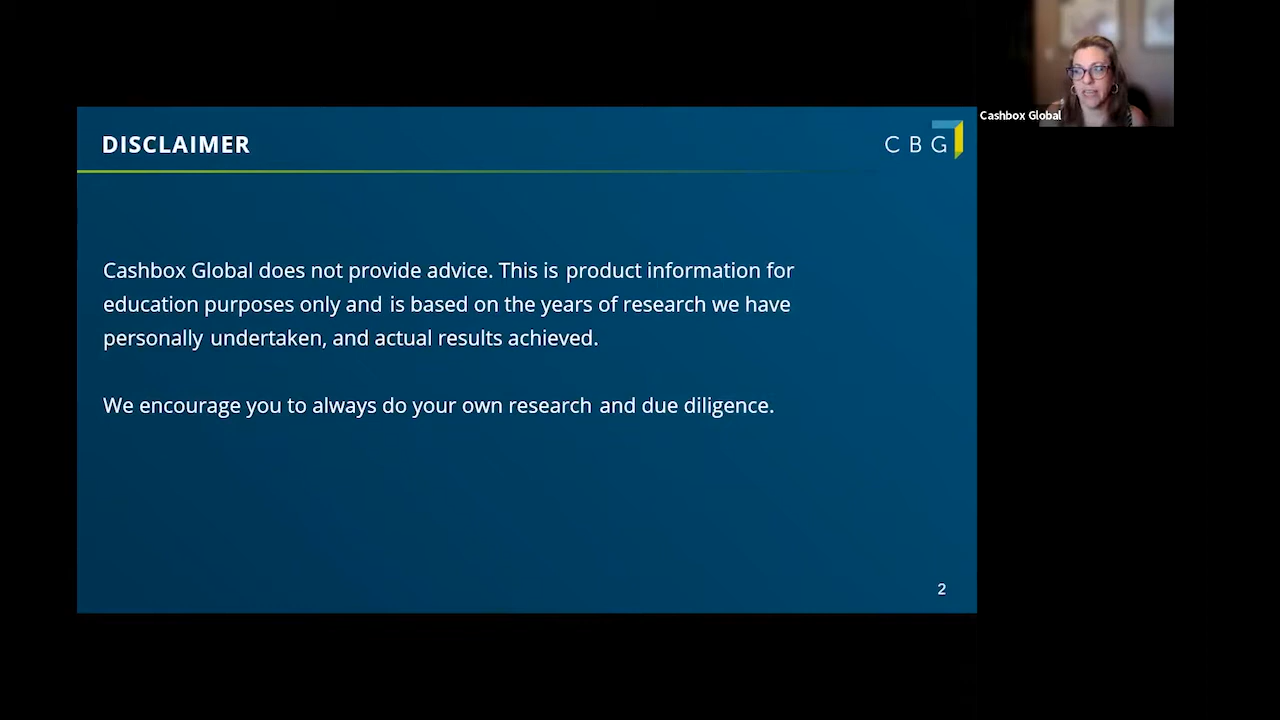 DISCLAIMER
CBG
Cashbox Global
Cashbox Global does not provide advice. This is product information for
education purposes only and is based on the years of research we have
personally undertaken, and actual results achieved.
We encourage you to always do your own research and due diligence.
2